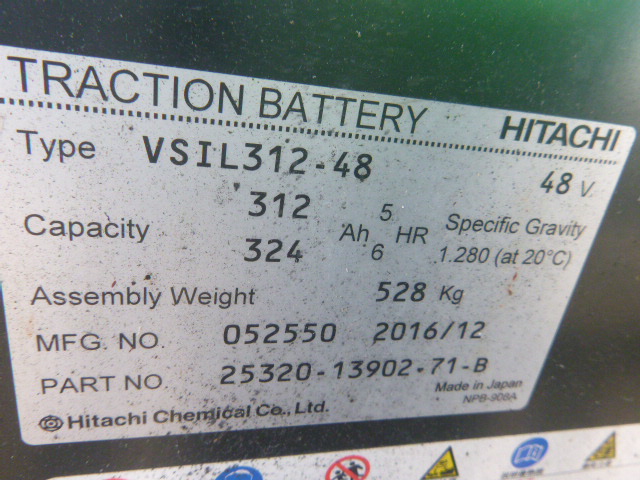 TRACTION BATTERY
HITACHI
Type VSIL312-48 48 V
Capacity 312 Ah 5 HR
324 6
Specific Gravity
1.280 (at 20°C)
Assembly Weight 528 Kg
MFG. NO. 052550 2016/12
PART NO. 25320-13902-71-B
Made in Japan
NPB-908A
Hitachi Chemical Co., Ltd.